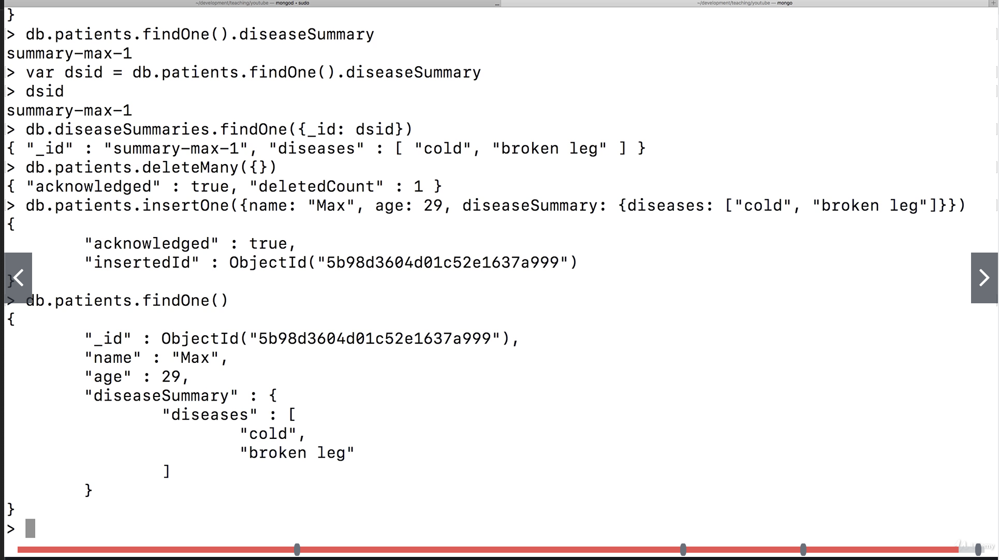 ~/development/teaching/youtube — mongod • sudo ... ~/development/teaching/youtube — mongo +
}
> db.patients.findOne().diseaseSummary
summary-max-1
> var dsid = db.patients.findOne().diseaseSummary
> dsid
summary-max-1
> db.diseaseSummaries.findOne({_id: dsid})
{ "_id" : "summary-max-1", "diseases" : [ "cold", "broken leg" ] }
> db.patients.deleteMany({})
{ "acknowledged" : true, "deletedCount" : 1 }
> db.patients.insertOne({name: "Max", age: 29, diseaseSummary: {diseases: ["cold", "broken leg"]}})
{
        "acknowledged" : true,
        "insertedId" : ObjectId("5b98d3604d01c52e1637a999")
}
> db.patients.findOne()
{
        "_id" : ObjectId("5b98d3604d01c52e1637a999"),
        "name" : "Max",
        "age" : 29,
        "diseaseSummary" : {
                "diseases" : [
                        "cold",
                        "broken leg"
                ]
        }
}
>